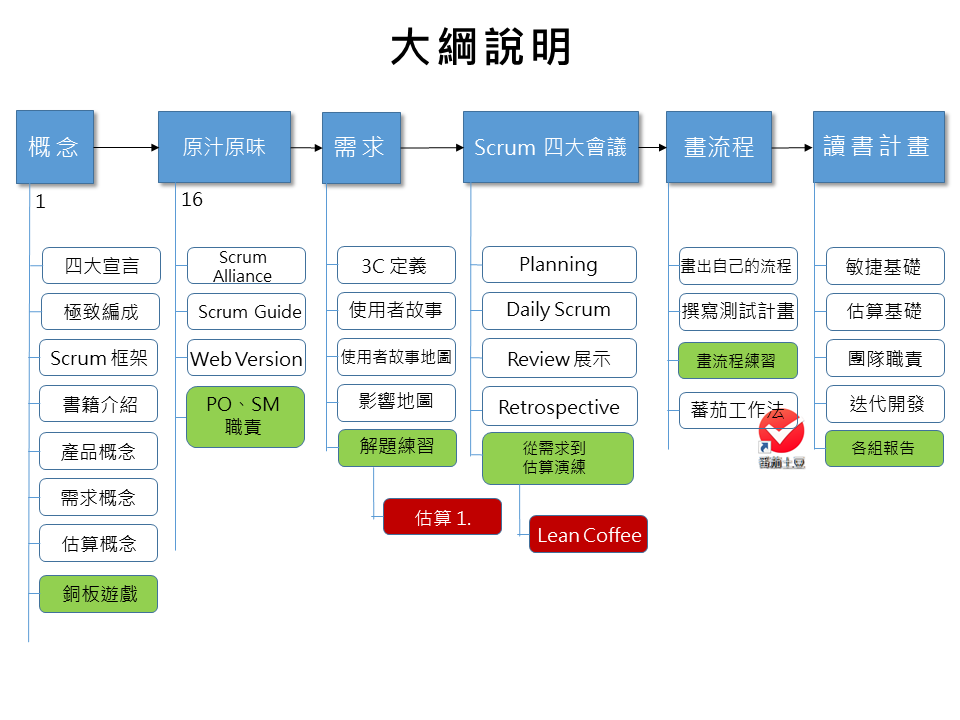 大綱說明
概念
原汁原味
需求
Scrum 四大會議
畫流程
讀書計畫
1
四大宣言
極致編成
Scrum 框架
書籍介紹
產品概念
需求概念
估算概念
銅板遊戲
16
Scrum
Alliance
Scrum Guide
Web Version
PO、SM
職責
3C 定義
使用者故事
使用者故事地圖
影響地圖
解題練習
估算 1.
Planning
Daily Scrum
Review 展示
Retrospective
從需求到
估算演練
Lean Coffee
畫出自己的流程
撰寫測試計畫
畫流程練習
蕃茄工作法
敏捷基礎
估算基礎
團隊職責
迭代開發
各組報告